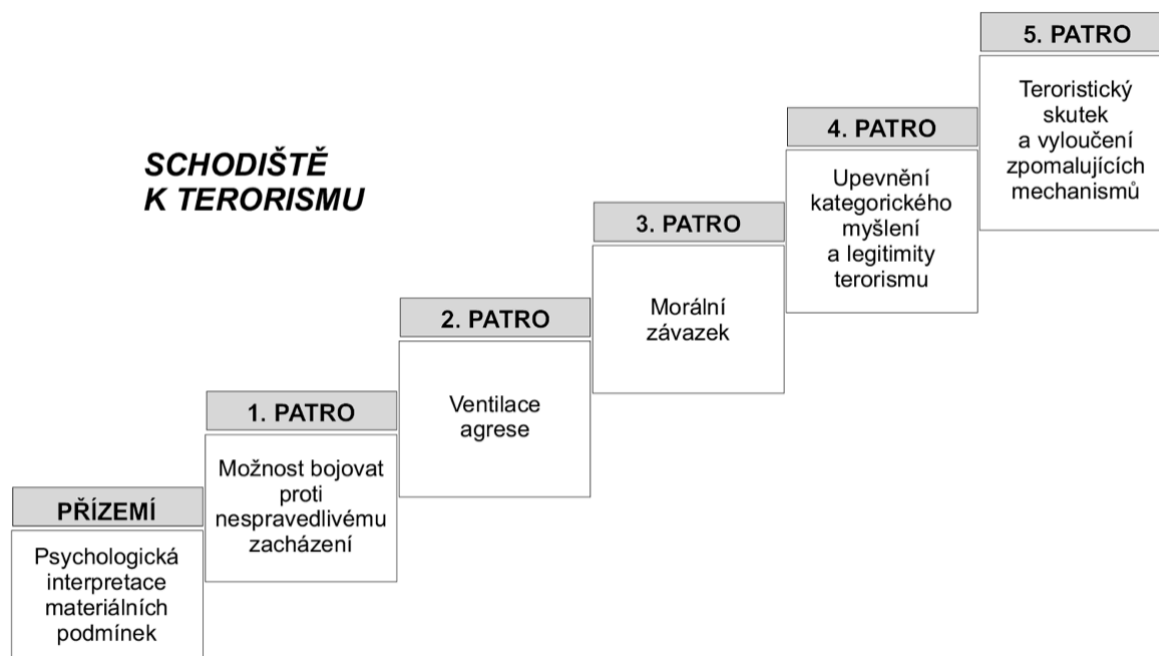 SCHODIŠTĚ
K TERORISMU
PŘÍZEMÍ
Psychologická
interpretace
materiálních
podmínek
1. PATRO
Možnost bojovat
proti
nespravedlivému
zacházení
2. PATRO
Ventilace
agrese
3. PATRO
Morální
závazek
4. PATRO
Upevnění
kategorického
myšlení
a legitimity
terorismu
5. PATRO
Teroristický
skutek
a vyloučení
zpomalujících
mechanismů